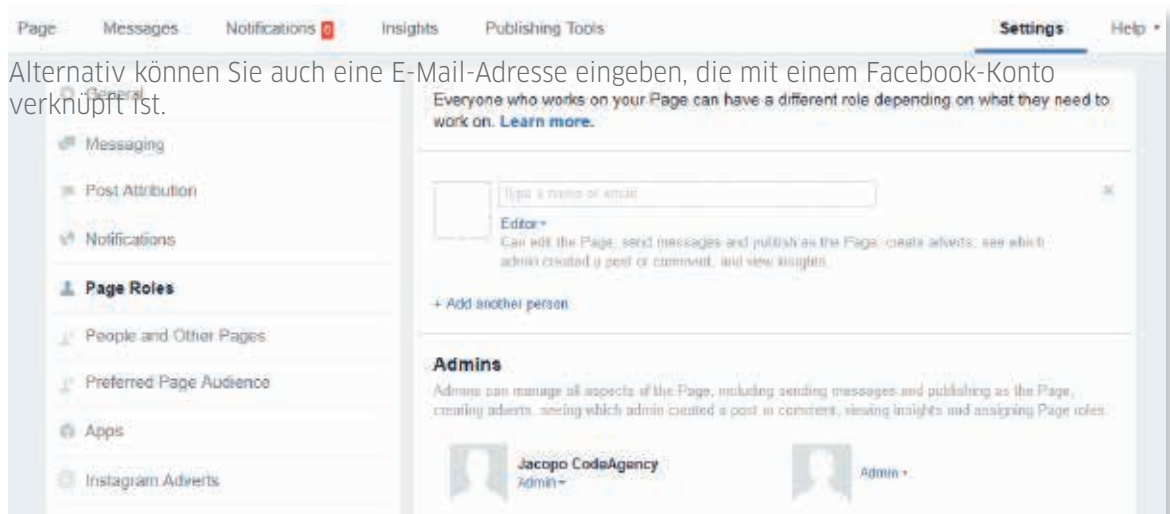 Page Messages Notifications 6 Insights Publishing Tools Settings Help
Alternativ können Sie auch eine E-Mail-Adresse eingeben, die mit einem Facebook-Konto
verknüpft ist.
General
Messaging
Post Attribution
Notifications
Page Roles
People and Other Pages
Preferred Page Audience
Apps
Instagram Adverts
Everyone who works on your Page can have a different role depending on what they need to
work on. Learn more.
Type a name or email
Editor
Can edit the Page, send messages and publish as the Page, create adverts, see which
admin created a post or comment, and view insights.
+ Add another person
Admins
Admins can manage all aspects of the Page, including sending messages and publishing as the Page,
creating adverts, seeing which admin created a post or comment, viewing insights and assigning Page roles.
Jacopo CodeAgency
Admin
Admin